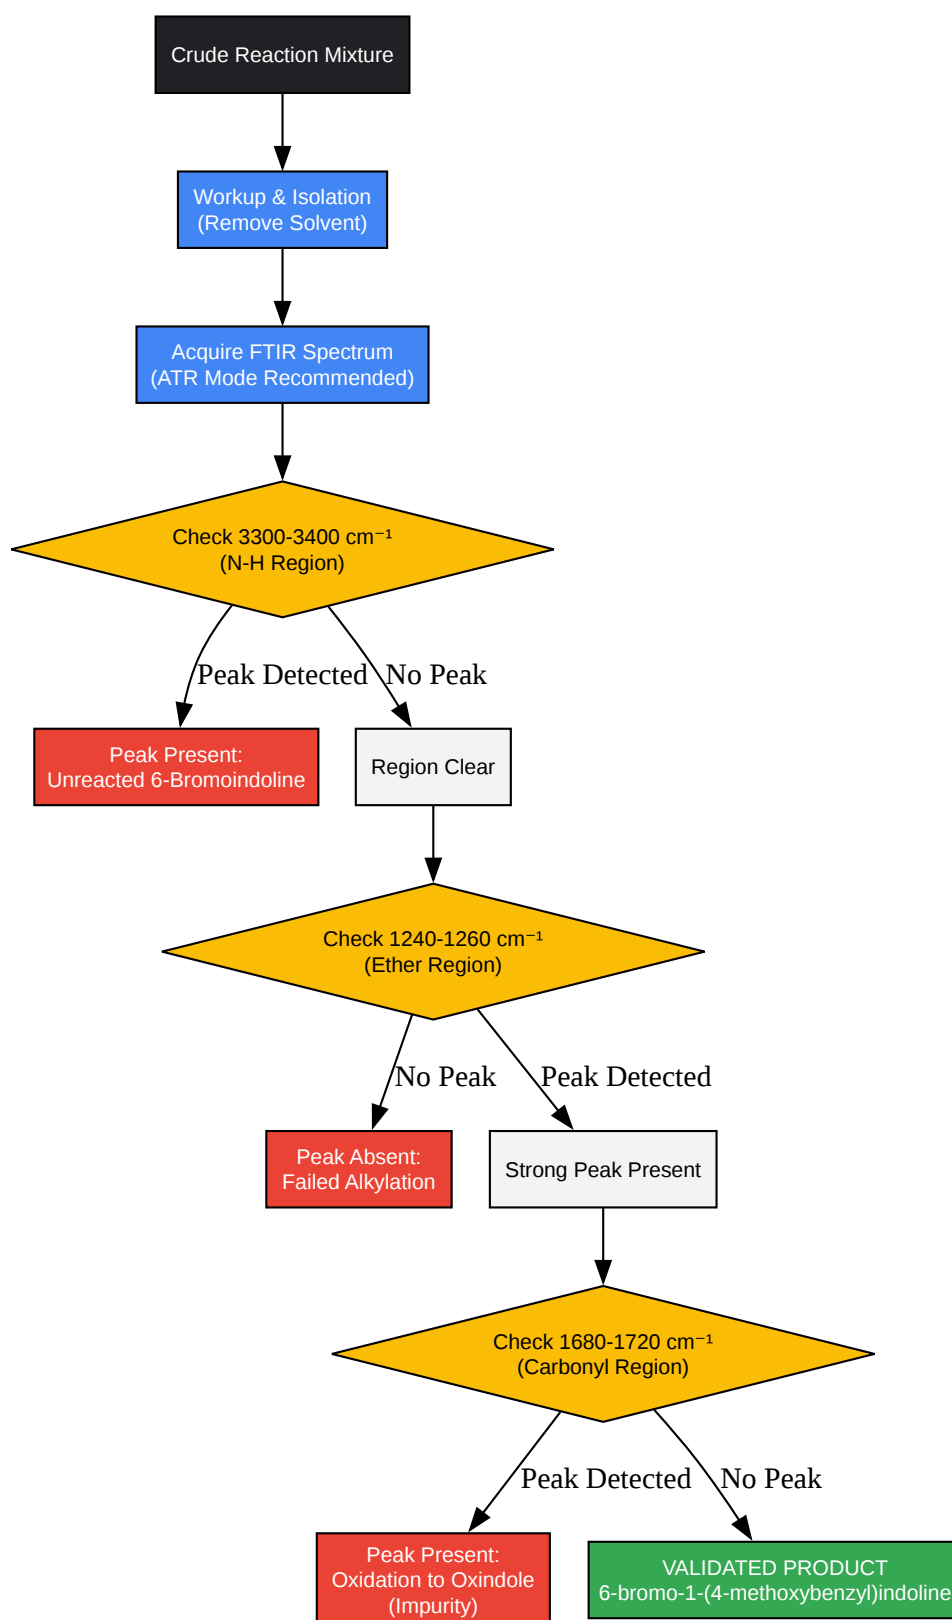 Crude Reaction Mixture
Workup & Isolation
(Remove Solvent)
Acquire FTIR Spectrum
(ATR Mode Recommended)
Check 3300-3400 cm⁻¹
(N-H Region)
Peak Detected
No Peak
Peak Present:
Unreacted 6-Bromoindoline
Region Clear
Check 1240-1260 cm⁻¹
(Ether Region)
No Peak
Peak Detected
Peak Absent:
Failed Alkylation
Strong Peak Present
Check 1680-1720 cm⁻¹
(Carbonyl Region)
Peak Detected
No Peak
Peak Present:
Oxidation to Oxindole
(Impurity)
VALIDATED PRODUCT
6-bromo-1-(4-methoxybenzyl)indoline